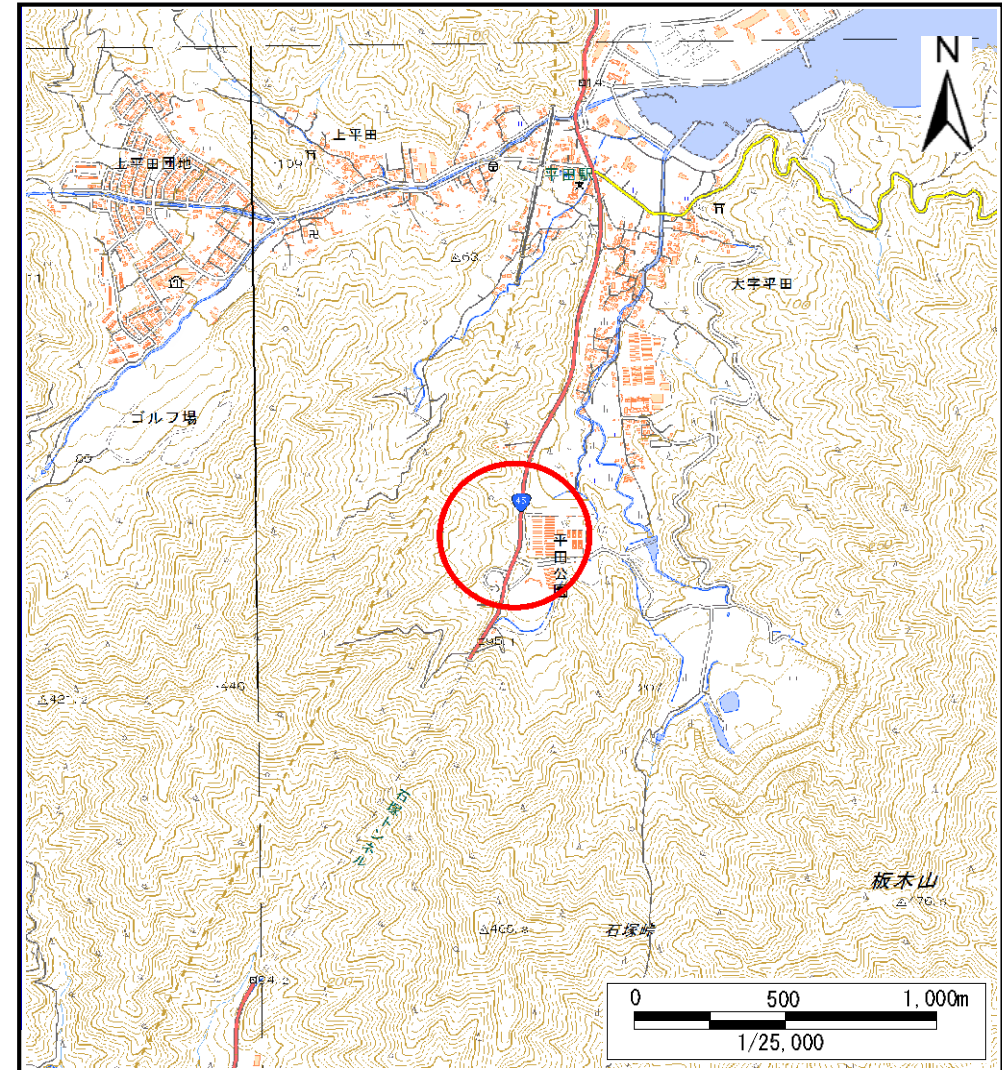 N
上平田
上平田団地
平田駅
大字平田
ゴルフ場
45
平田公園
石塚トンネル
板木山
石塚峠
0 500 1,000m
1/25,000